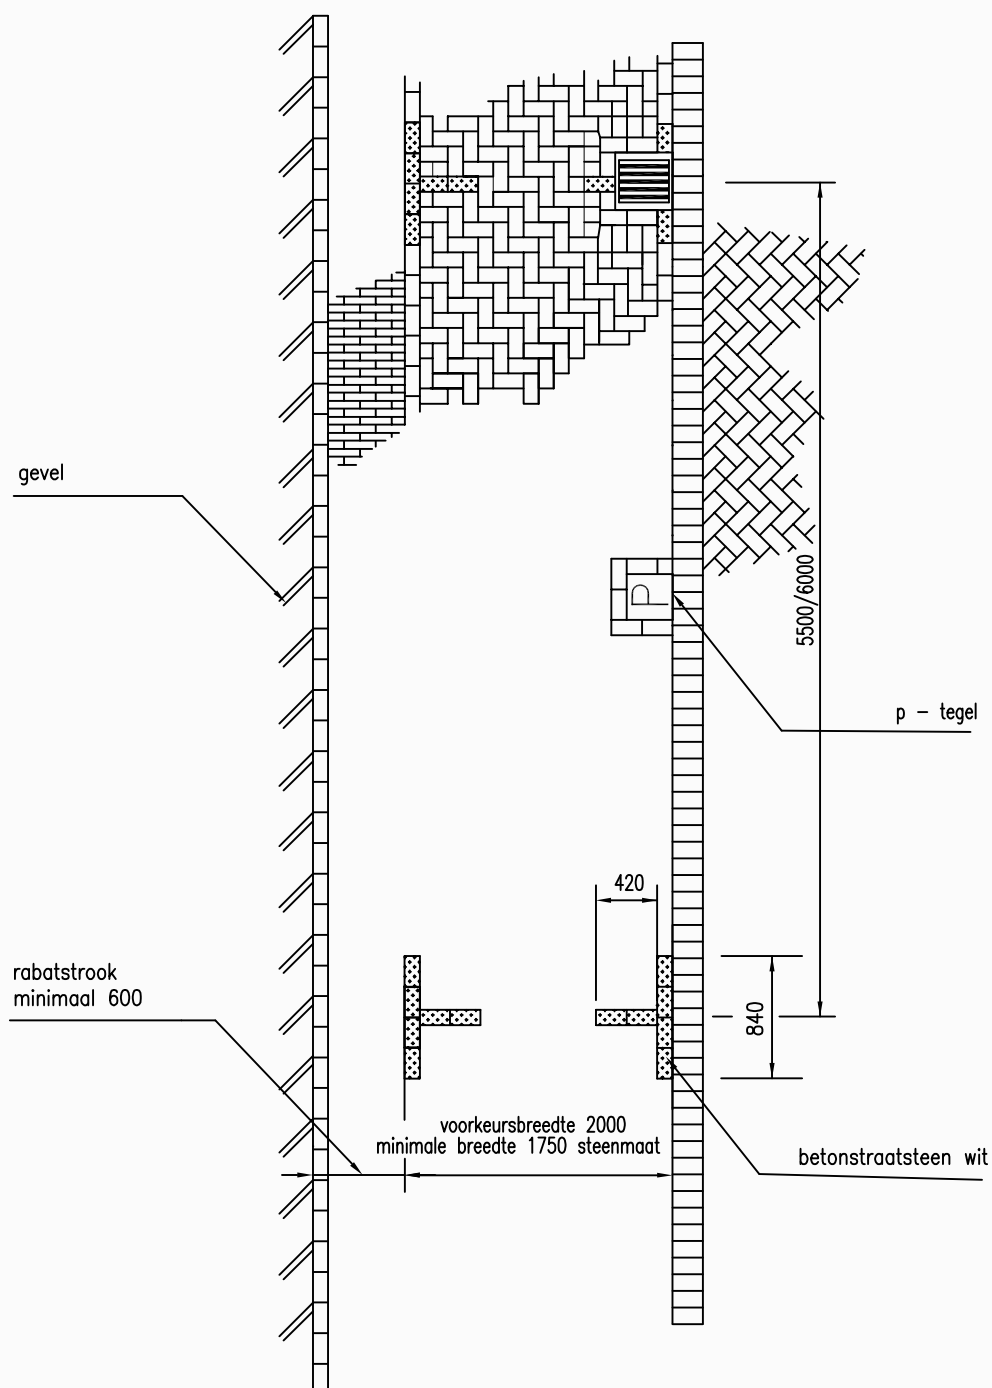 gevel
P
5500/6000
p - tegel
420
rabatstrook
minimaal 600
840
voorkeursbreedte 2000
minimale breedte 1750 steenmaat
betonstraatsteen wit